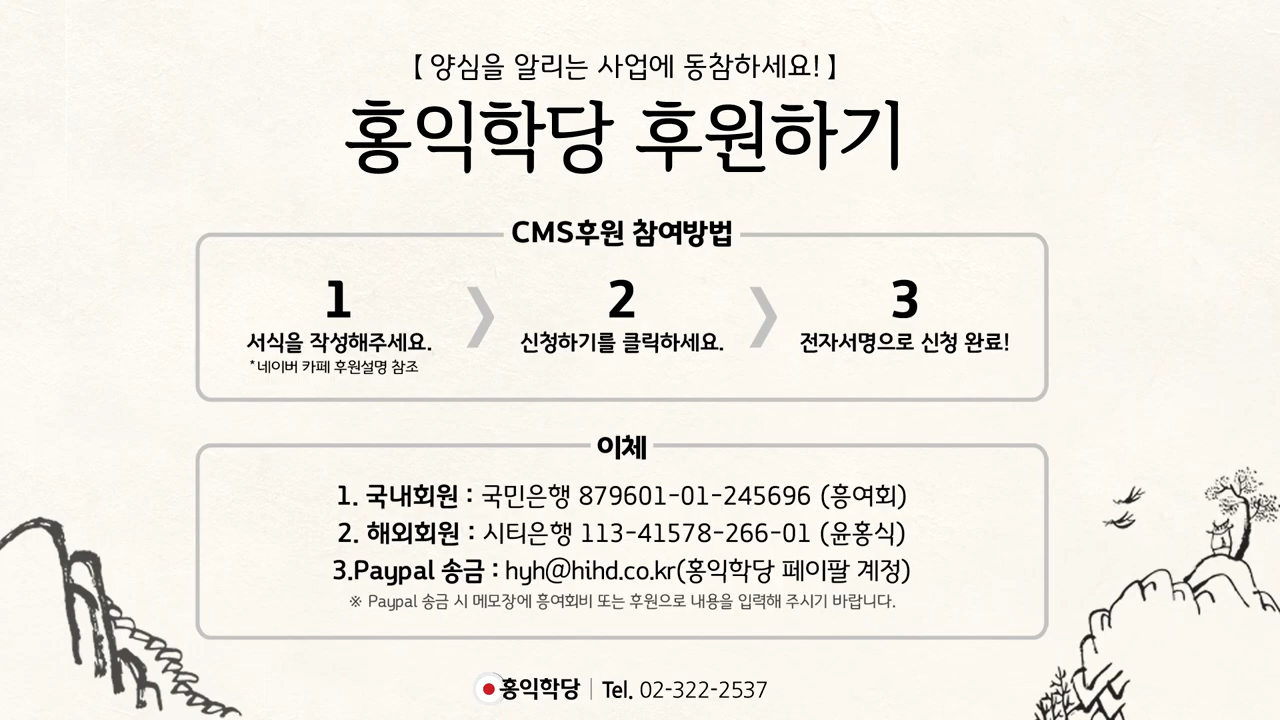 【 양심을 알리는 사업에 동참하세요! 】
홍익학당 후원하기
CMS후원 참여방법
1
서식을 작성해주세요.
*네이버 카페 후원설명 참조
2
신청하기를 클릭하세요.
3
전자서명으로 신청 완료!
이체
1. 국내회원 : 국민은행 879601-01-245696 (흥여회)
2. 해외회원 : 시티은행 113-41578-266-01 (윤홍식)
3.Paypal 송금 : hyh@hihd.co.kr(홍익학당 페이팔 계정)
※ Paypal 송금 시 메모장에 흥여회비 또는 후원으로 내용을 입력해 주시기 바랍니다.
홍익학당 | Tel. 02-322-2537